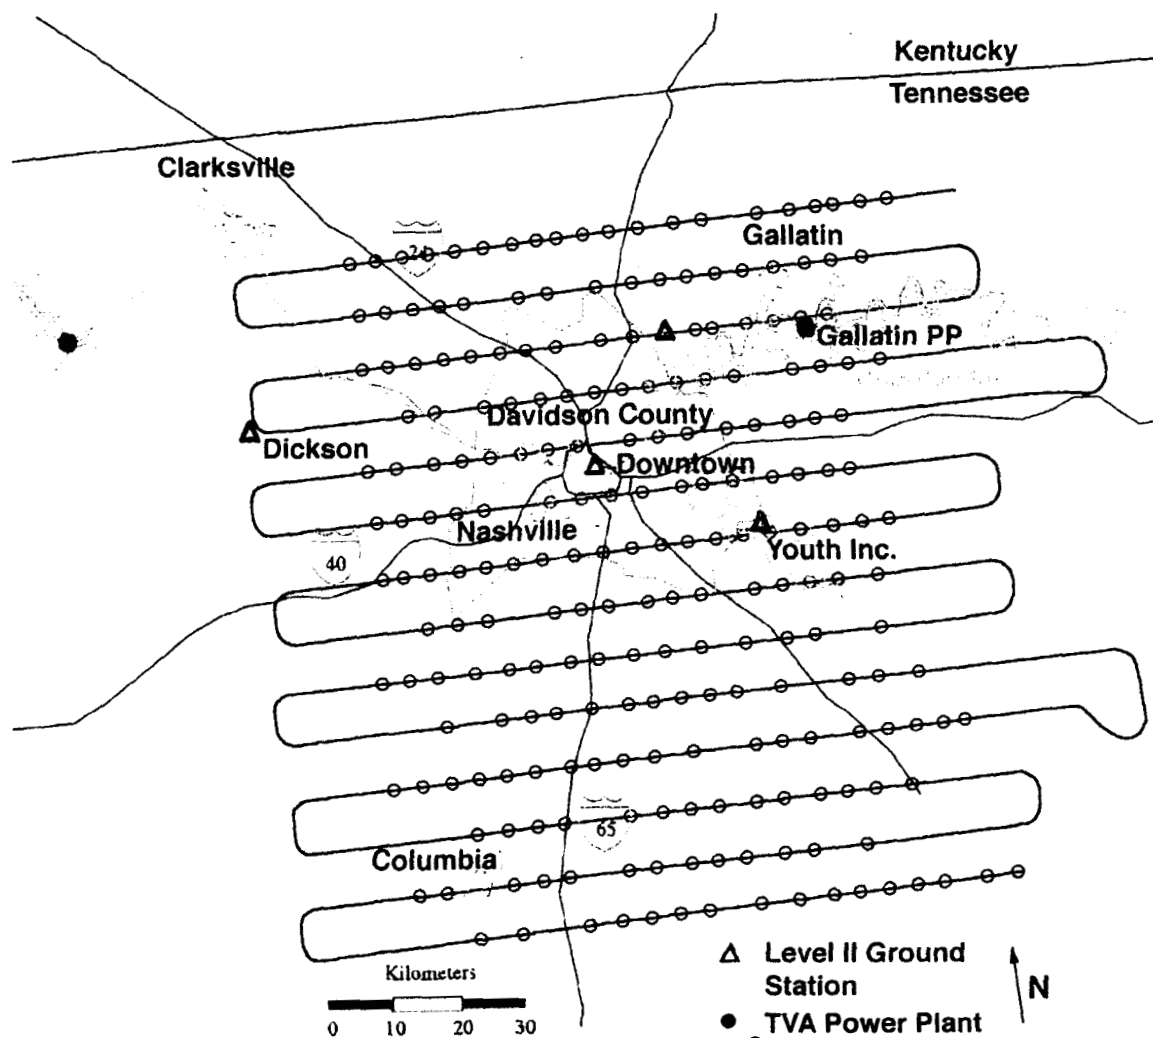 Kentucky
Tennessee
Clarksville
24
Gallatin
Gallatin PP
Davidson County
Dickson
Downtown
Nashville
40
Youth Inc.
65
Columbia
Kilometers
0 10 20 30
Level II Ground
Station
TVA Power Plant
N